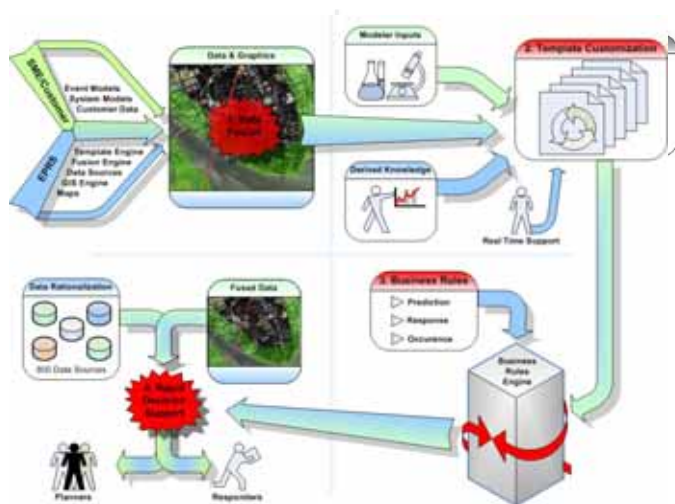 SME/Customer
Event Models
System Models
Customer Data
EPRS
Template Engine
Fusion Engine
Data Sources
GIS Engine
Maps
Data & Graphics
1. Data
Fusion
Modeler Inputs
Derived Knowledge
2. Template Customization
Real Time Support
Data Rationalization
800 Data Sources
Fused Data
4. Rapid
Decision
Support
Planners
Responders
3. Business Rules
Prediction
Response
Occurence
Business
Rules
Engine